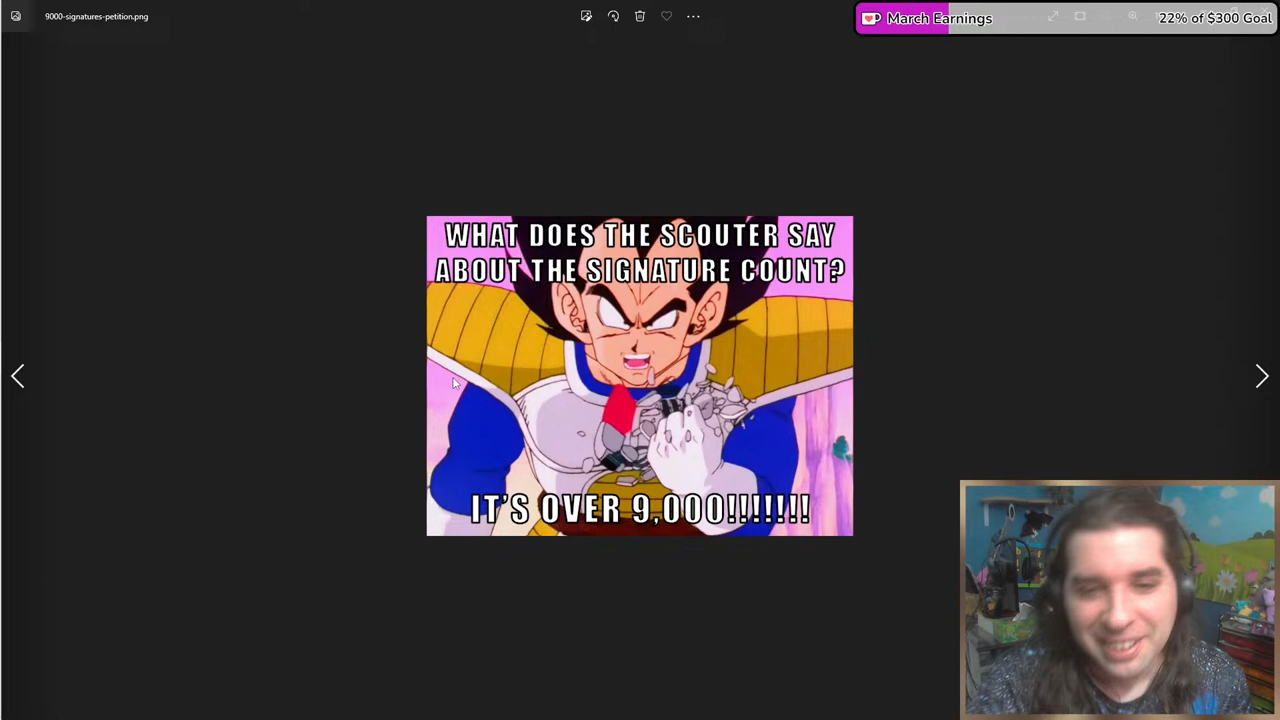 9000-signatures-petition.png
March Earnings
22% of $300 Goal
WHAT DOES THE SCOUTER SAY
ABOUT THE SIGNATURE COUNT?
IT'S OVER 9,000!!!!!!!